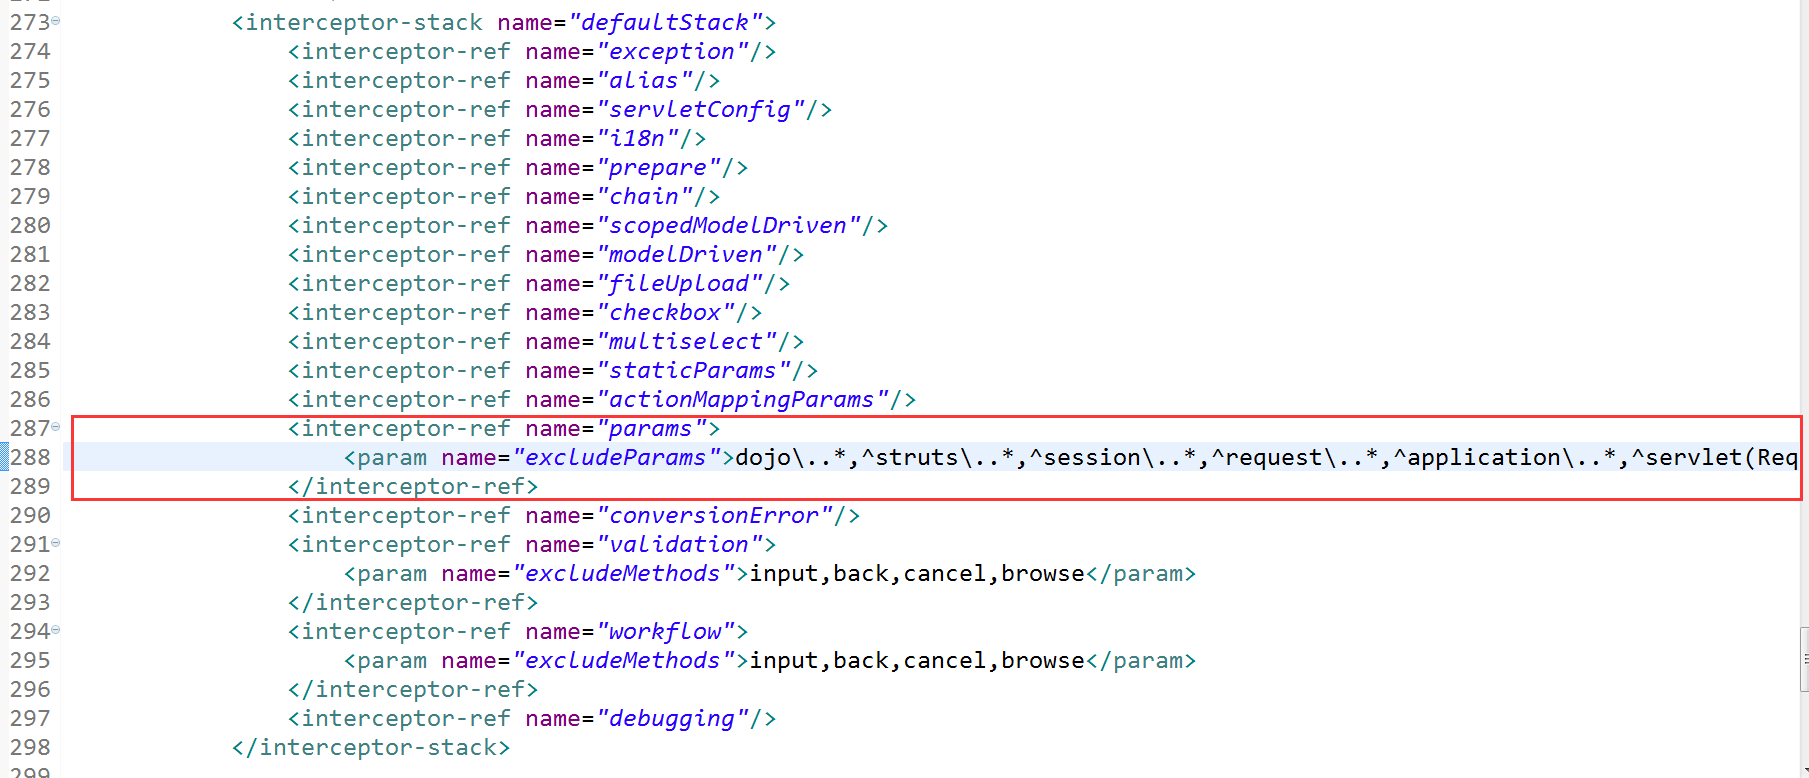 273 <interceptor-stack name="defaultStack">
274 <interceptor-ref name="exception"/>
275 <interceptor-ref name="alias"/>
276 <interceptor-ref name="servletConfig"/>
277 <interceptor-ref name="i18n"/>
278 <interceptor-ref name="prepare"/>
279 <interceptor-ref name="chain"/>
280 <interceptor-ref name="scopedModelDriven"/>
281 <interceptor-ref name="modelDriven"/>
282 <interceptor-ref name="fileUpload"/>
283 <interceptor-ref name="checkbox"/>
284 <interceptor-ref name="multiselect"/>
285 <interceptor-ref name="staticParams"/>
286 <interceptor-ref name="actionMappingParams"/>
287 <interceptor-ref name="params">
288 <param name="excludeParams">dojo\..*,^struts\..*,^session\..*,^request\..*,^application\..*,^servlet(Req
289 </interceptor-ref>
290 <interceptor-ref name="conversionError"/>
291 <interceptor-ref name="validation">
292 <param name="excludeMethods">input,back,cancel,browse</param>
293 </interceptor-ref>
294 <interceptor-ref name="workflow">
295 <param name="excludeMethods">input,back,cancel,browse</param>
296 </interceptor-ref>
297 <interceptor-ref name="debugging"/>
298 </interceptor-stack>
299